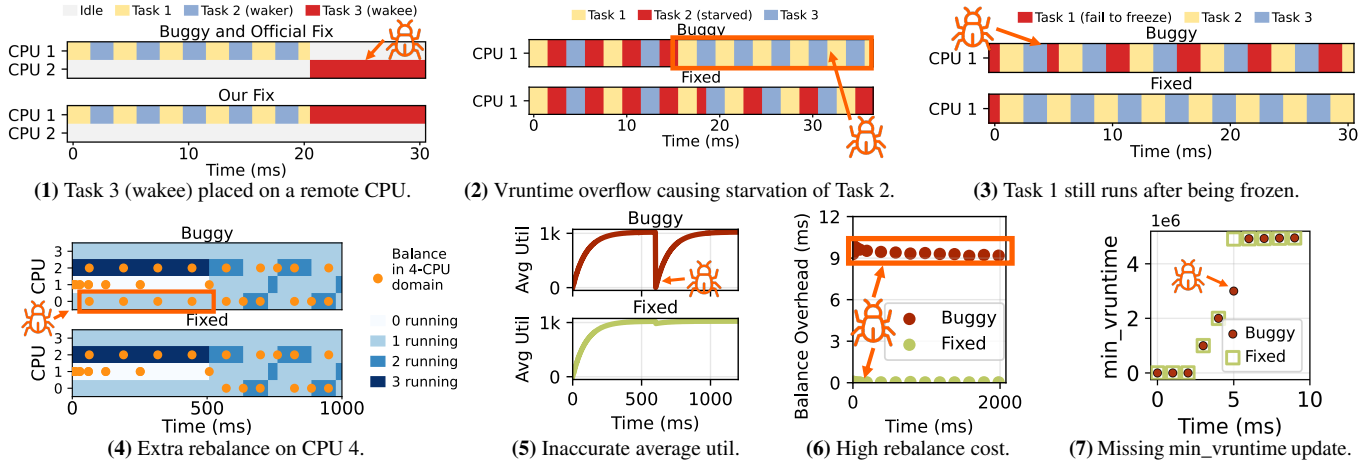 Idle Task 1 Task 2 (waker) Task 3 (wakee)
Buggy and Official Fix
CPU 1
CPU 2
Our Fix
CPU 1
CPU 2
0 10 20 30
Time (ms)
(1) Task 3 (wakee) placed on a remote CPU.
Task 1 Task 2 (starved) Task 3
Buggy
CPU 1
Fixed
CPU 1
0 10 20 30
Time (ms)
(2) Vruntime overflow causing starvation of Task 2.
Task 1 (fail to freeze) Task 2 Task 3
Buggy
CPU 1
Fixed
CPU 1
0 10 20 30
Time (ms)
(3) Task 1 still runs after being frozen.
Buggy
CPU
3
2
1
0
Fixed
CPU
3
2
1
0
0 500 1000
Time (ms)
Balance
in 4-CPU
domain
0 running
1 running
2 running
3 running
(4) Extra rebalance on CPU 4.
Buggy
Avg Util
1k
0
Fixed
Avg Util
1k
0
0 500 1000
Time (ms)
(5) Inaccurate average util.
Balance Overhead (ms)
12
9
6
3
0
Buggy
Fixed
0 1000 2000
Time (ms)
(6) High rebalance cost.
1e6
min_vruntime
4
2
0
Buggy
Fixed
0 5 10
Time (ms)
(7) Missing min_vruntime update.